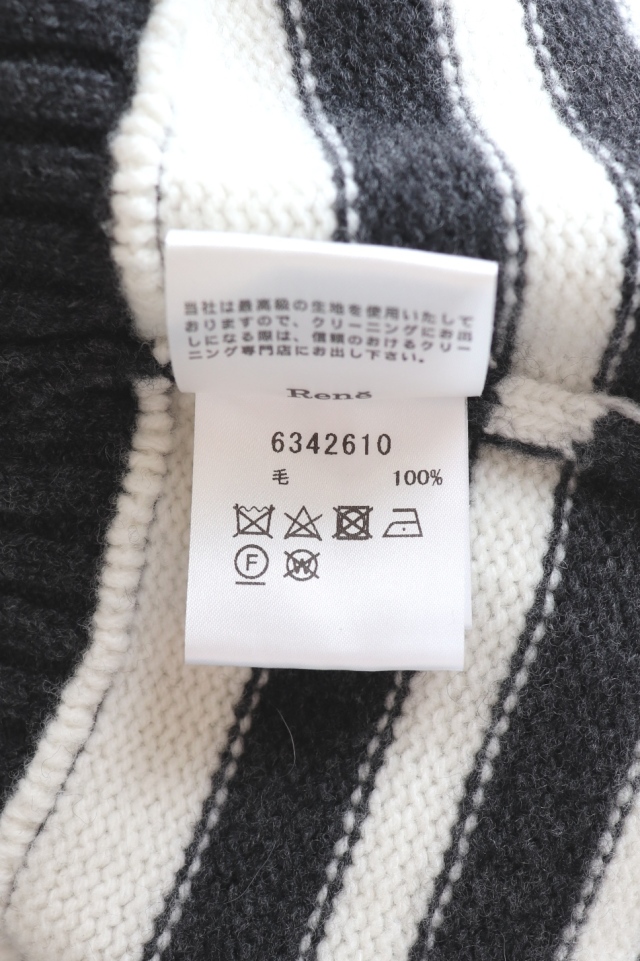 当社は最高級の生地を使用いたして
おりますので、クリーニングにお出
しになる際は、信頼のおけるクリー
ニング専門店にお出し下さい。
René
6342610
毛 100%
F W